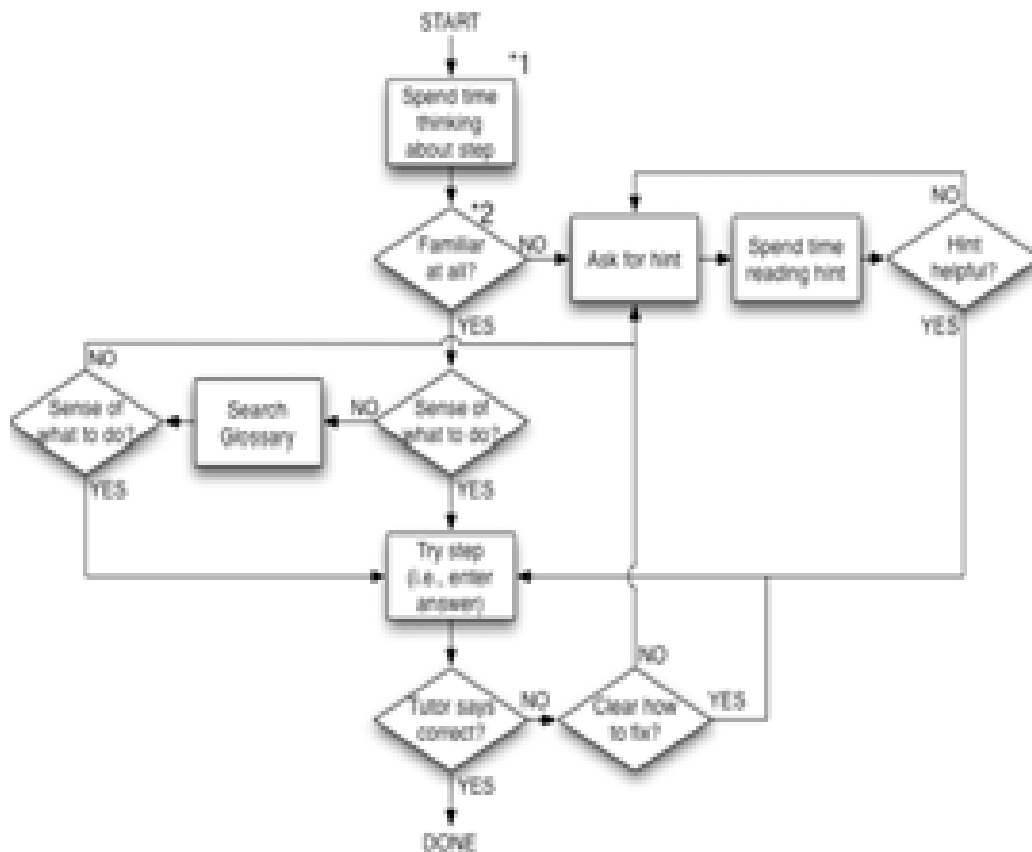 START
*1
Spend time
thinking
about step
*2
Familiar
at all?
NO
YES
Ask for hint
Spend time
reading hint
NO
Hint
helpful?
YES
NO
Sense of
what to do?
YES
Search
Glossary
NO
Sense of
what to do?
YES
Try step
(i.e., enter
answer)
Tutor says
correct?
NO
YES
NO
Clear how
to fix?
YES
DONE